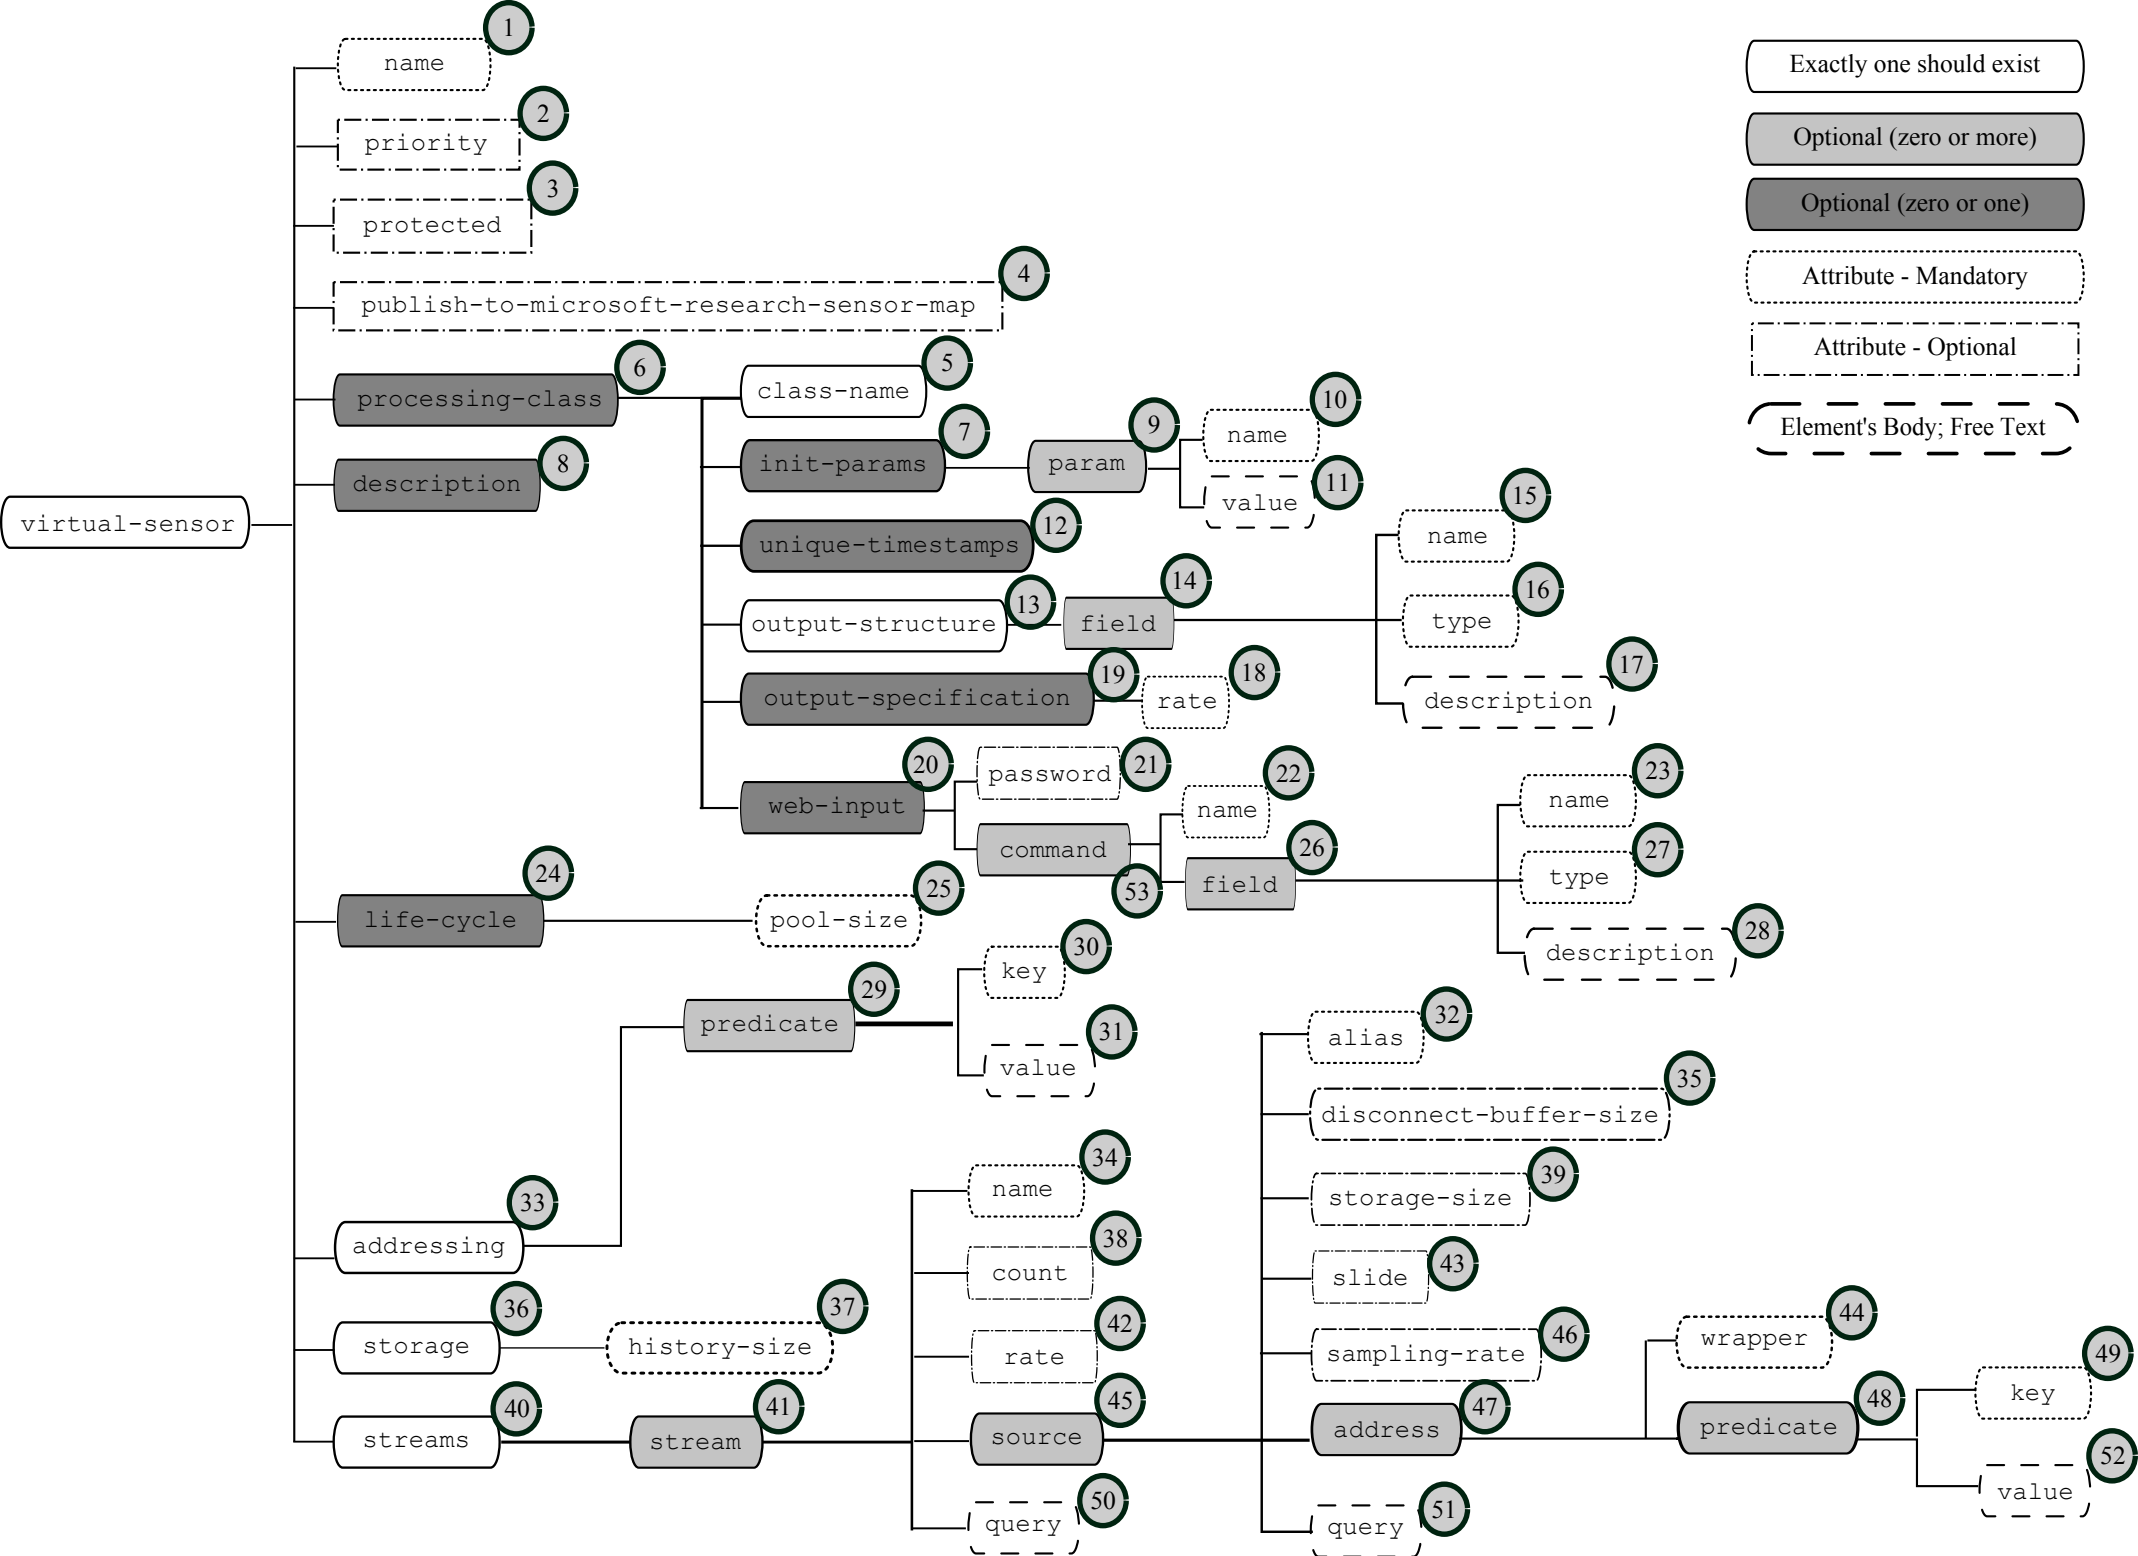 1
name
2
priority
3
protected
4
publish-to-microsoft-research-sensor-map
Exactly one should exist
Optional (zero or more)
Optional (zero or one)
Attribute - Mandatory
Attribute - Optional
Element's Body; Free Text
6
processing-class
5
class-name
7
init-params
9
param
10
name
11
value
8
description
virtual-sensor
12
unique-timestamps
13
output-structure
14
field
15
name
16
type
17
description
19
output-specification
18
rate
20
web-input
21
password
53
command
22
name
26
field
23
name
27
type
28
description
24
life-cycle
25
pool-size
29
predicate
30
key
31
value
33
addressing
36
storage
37
history-size
40
streams
41
stream
34
name
38
count
42
rate
45
source
50
query
32
alias
35
disconnect-buffer-size
39
storage-size
43
slide
46
sampling-rate
47
address
51
query
44
wrapper
48
predicate
49
key
52
value